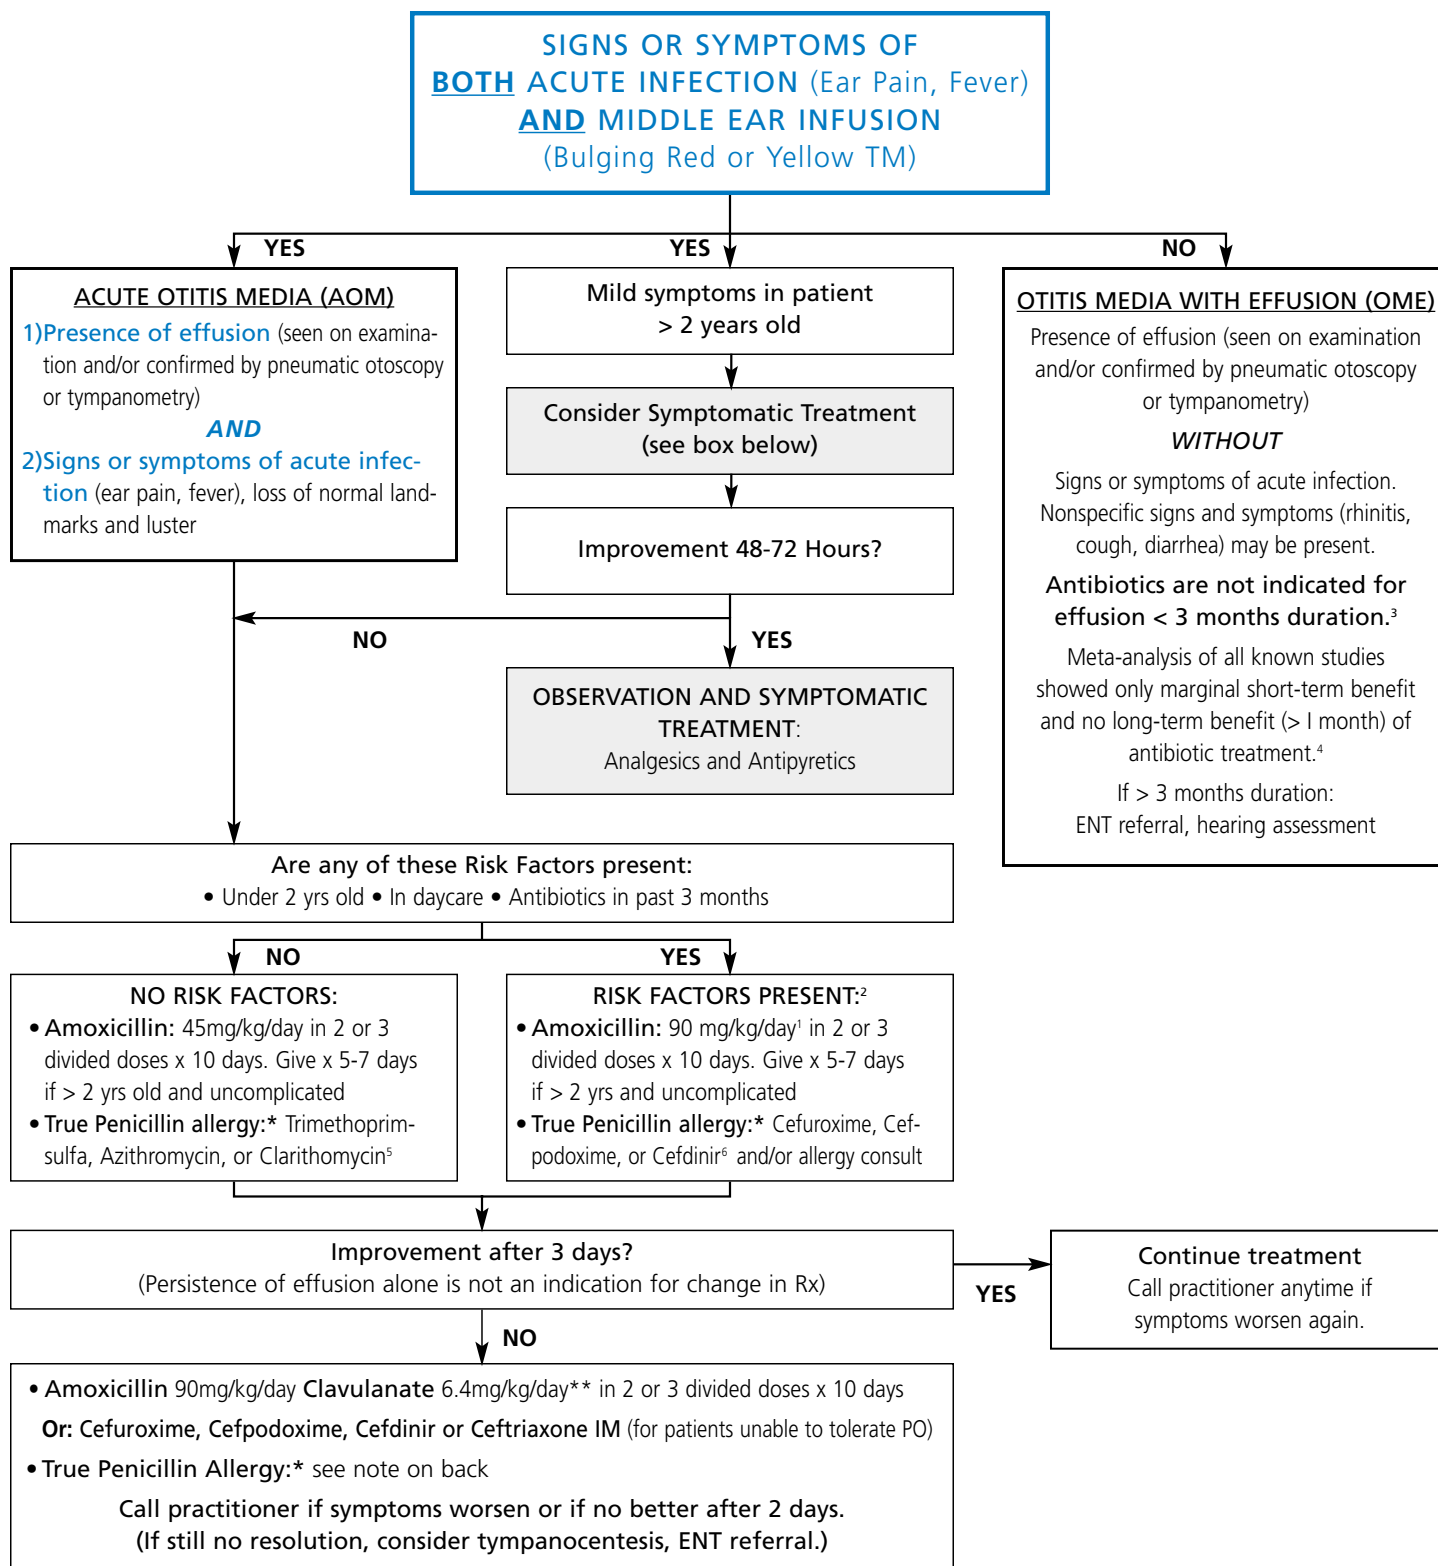 SIGNS OR SYMPTOMS OF
BOTH ACUTE INFECTION (Ear Pain, Fever)
AND MIDDLE EAR INFUSION
(Bulging Red or Yellow TM)
YES
YES
NO
ACUTE OTITIS MEDIA (AOM)
1)Presence of effusion (seen on examina-
tion and/or confirmed by pneumatic otoscopy
or tympanometry)
AND
2)Signs or symptoms of acute infec-
tion (ear pain, fever), loss of normal land-
marks and luster
Mild symptoms in patient
> 2 years old
Consider Symptomatic Treatment
(see box below)
Improvement 48-72 Hours?
NO
YES
OBSERVATION AND SYMPTOMATIC
TREATMENT:
Analgesics and Antipyretics
OTITIS MEDIA WITH EFFUSION (OME)
Presence of effusion (seen on examination
and/or confirmed by pneumatic otoscopy
or tympanometry)
WITHOUT
Signs or symptoms of acute infection.
Nonspecific signs and symptoms (rhinitis,
cough, diarrhea) may be present.
Antibiotics are not indicated for
effusion < 3 months duration.³
Meta-analysis of all known studies
showed only marginal short-term benefit
and no long-term benefit (> I month) of
antibiotic treatment.⁴
If > 3 months duration:
ENT referral, hearing assessment
Are any of these Risk Factors present:
• Under 2 yrs old • In daycare • Antibiotics in past 3 months
NO
YES
NO RISK FACTORS:
• Amoxicillin: 45mg/kg/day in 2 or 3
divided doses x 10 days. Give x 5-7 days
if > 2 yrs old and uncomplicated
• True Penicillin allergy:* Trimethoprim-
sulfa, Azithromycin, or Clarithomycin⁵
RISK FACTORS PRESENT:²
• Amoxicillin: 90 mg/kg/day¹ in 2 or 3
divided doses x 10 days. Give x 5-7 days
if > 2 yrs and uncomplicated
• True Penicillin allergy:* Cefuroxime, Cef-
podoxime, or Cefdinir⁶ and/or allergy consult
Improvement after 3 days?
(Persistence of effusion alone is not an indication for change in Rx)
YES
Continue treatment
Call practitioner anytime if
symptoms worsen again.
NO
• Amoxicillin 90mg/kg/day Clavulanate 6.4mg/kg/day** in 2 or 3 divided doses x 10 days
Or: Cefuroxime, Cefpodoxime, Cefdinir or Ceftriaxone IM (for patients unable to tolerate PO)
• True Penicillin Allergy:* see note on back
Call practitioner if symptoms worsen or if no better after 2 days.
(If still no resolution, consider tympanocentesis, ENT referral.)